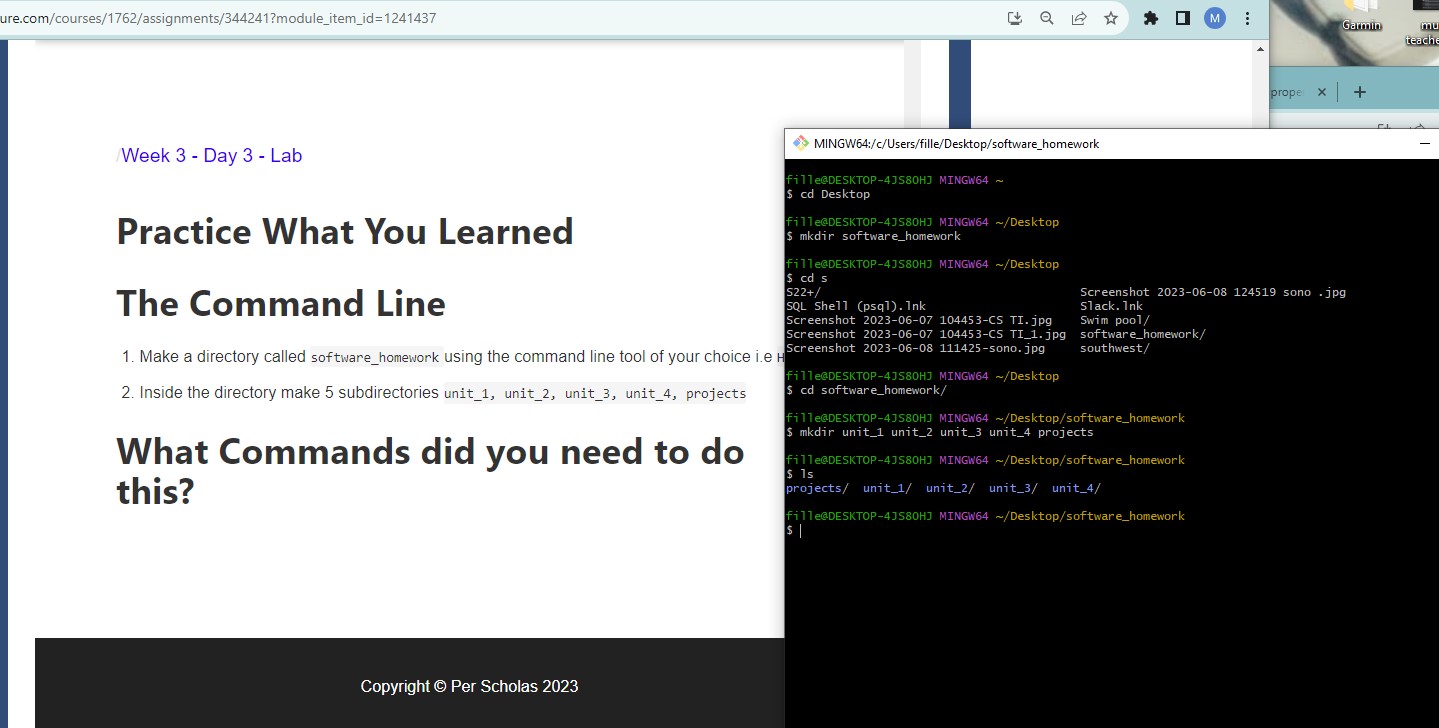 ure.com/courses/1762/assignments/344241?module_item_id=1241437
M
Garmin
mu
teache
prope
/Week 3 - Day 3 - Lab
Practice What You Learned
The Command Line
1. Make a directory called software_homework using the command line tool of your choice i.e H
2. Inside the directory make 5 subdirectories unit_1, unit_2, unit_3, unit_4, projects
What Commands did you need to do
this?
Copyright © Per Scholas 2023
MINGW64:/c/Users/fille/Desktop/software_homework
fille@DESKTOP-4JS8OHJ MINGW64 ~
$ cd Desktop
fille@DESKTOP-4JS8OHJ MINGW64 ~/Desktop
$ mkdir software_homework
fille@DESKTOP-4JS8OHJ MINGW64 ~/Desktop
$ cd s
S22+/ Screenshot 2023-06-08 124519 sono .jpg
SQL Shell (psql).lnk Slack.lnk
Screenshot 2023-06-07 104453-CS TI.jpg Swim pool/
Screenshot 2023-06-07 104453-CS TI_1.jpg software_homework/
Screenshot 2023-06-08 111425-sono.jpg southwest/
fille@DESKTOP-4JS8OHJ MINGW64 ~/Desktop
$ cd software_homework/
fille@DESKTOP-4JS8OHJ MINGW64 ~/Desktop/software_homework
$ mkdir unit_1 unit_2 unit_3 unit_4 projects
fille@DESKTOP-4JS8OHJ MINGW64 ~/Desktop/software_homework
$ ls
projects/ unit_1/ unit_2/ unit_3/ unit_4/
fille@DESKTOP-4JS8OHJ MINGW64 ~/Desktop/software_homework
$